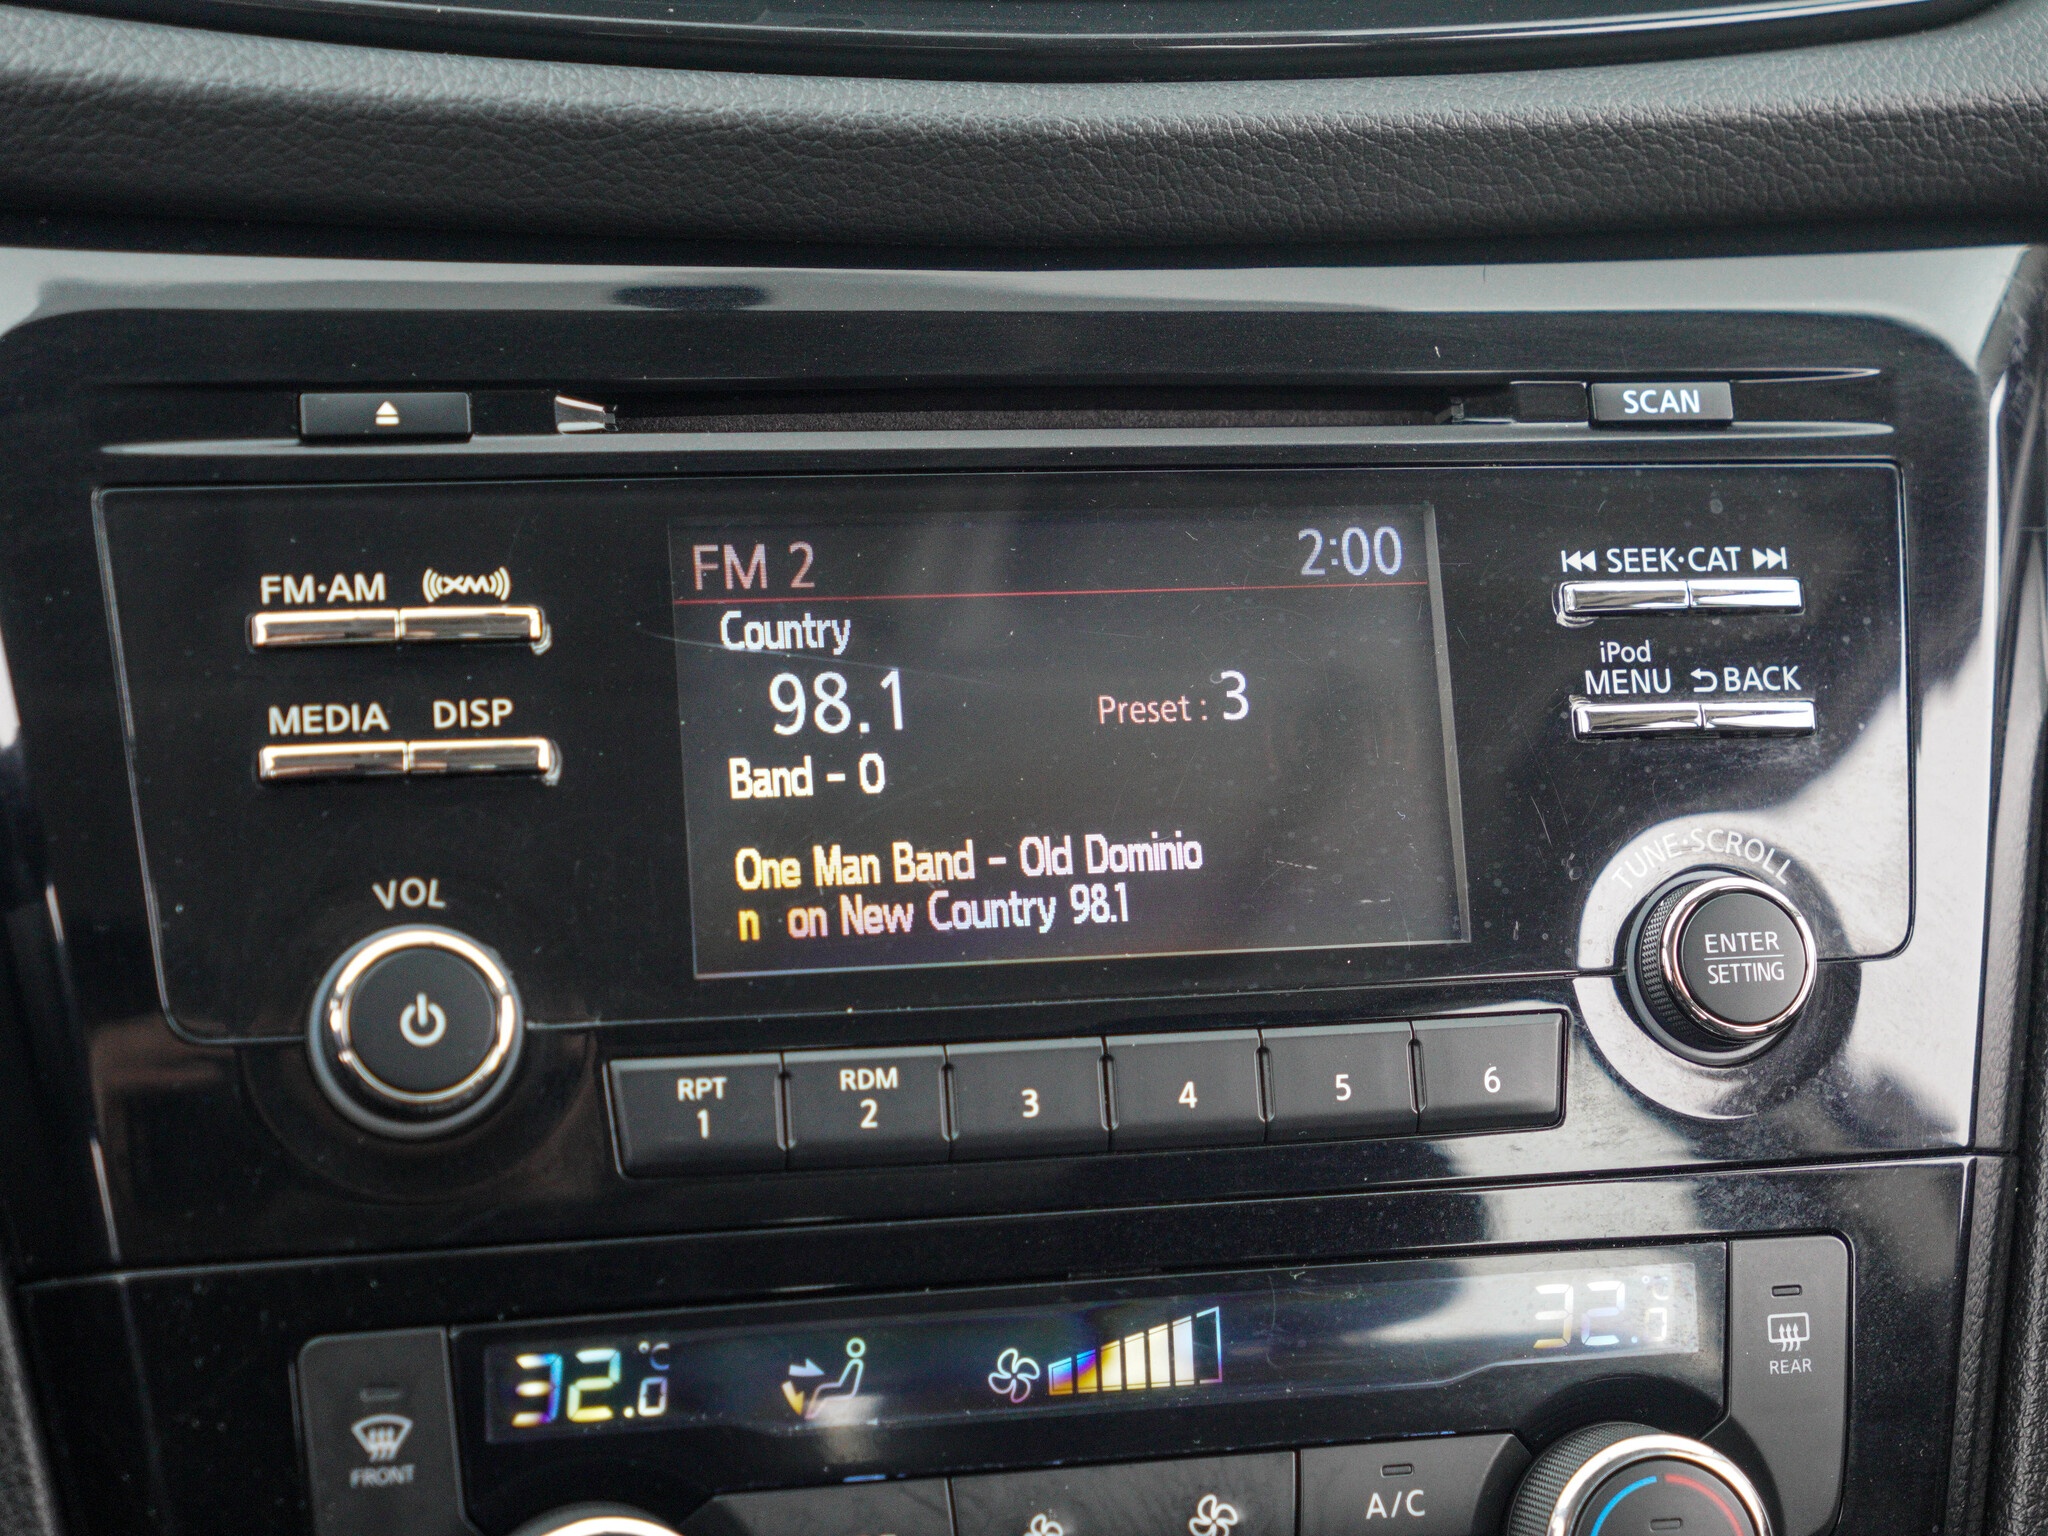 SCAN
FM·AM
((XM))
MEDIA
DISP
VOL
FM 2
2:00
Country
98.1
Preset : 3
Band - 0
One Man Band - Old Dominio
n on New Country 98.1
SEEK·CAT
iPod
MENU
BACK
TUNE·SCROLL
ENTER
SETTING
RPT
1
RDM
2
3
4
5
6
32.0 °C
32.0 °C
FRONT
REAR
A/C